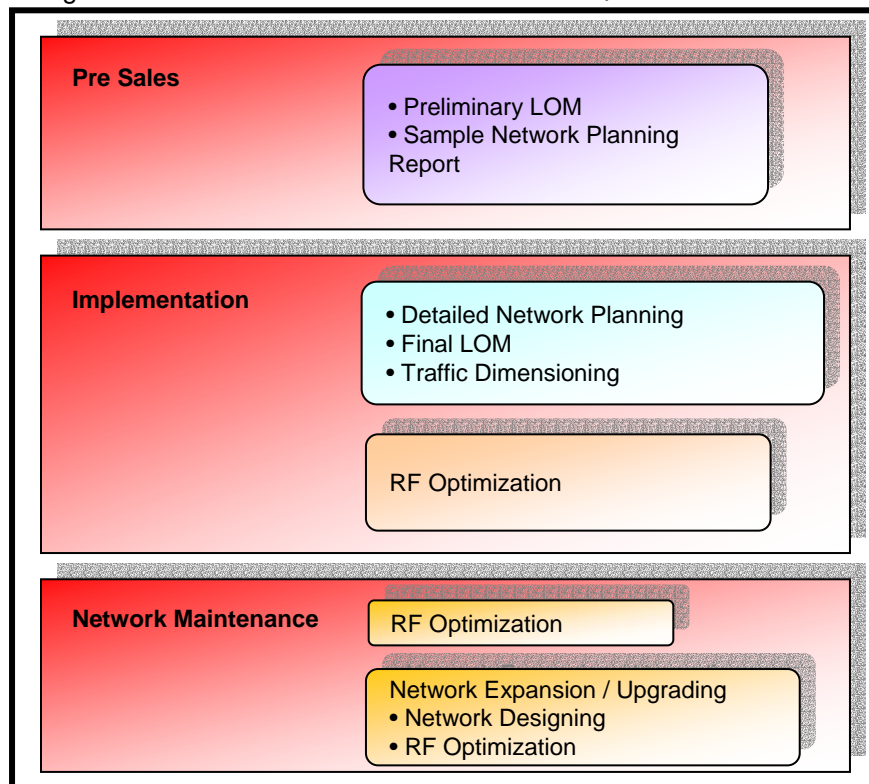 Pre Sales
• Preliminary LOM
• Sample Network Planning
Report
Implementation
• Detailed Network Planning
• Final LOM
• Traffic Dimensioning
RF Optimization
Network Maintenance
RF Optimization
Network Expansion / Upgrading
• Network Designing
• RF Optimization